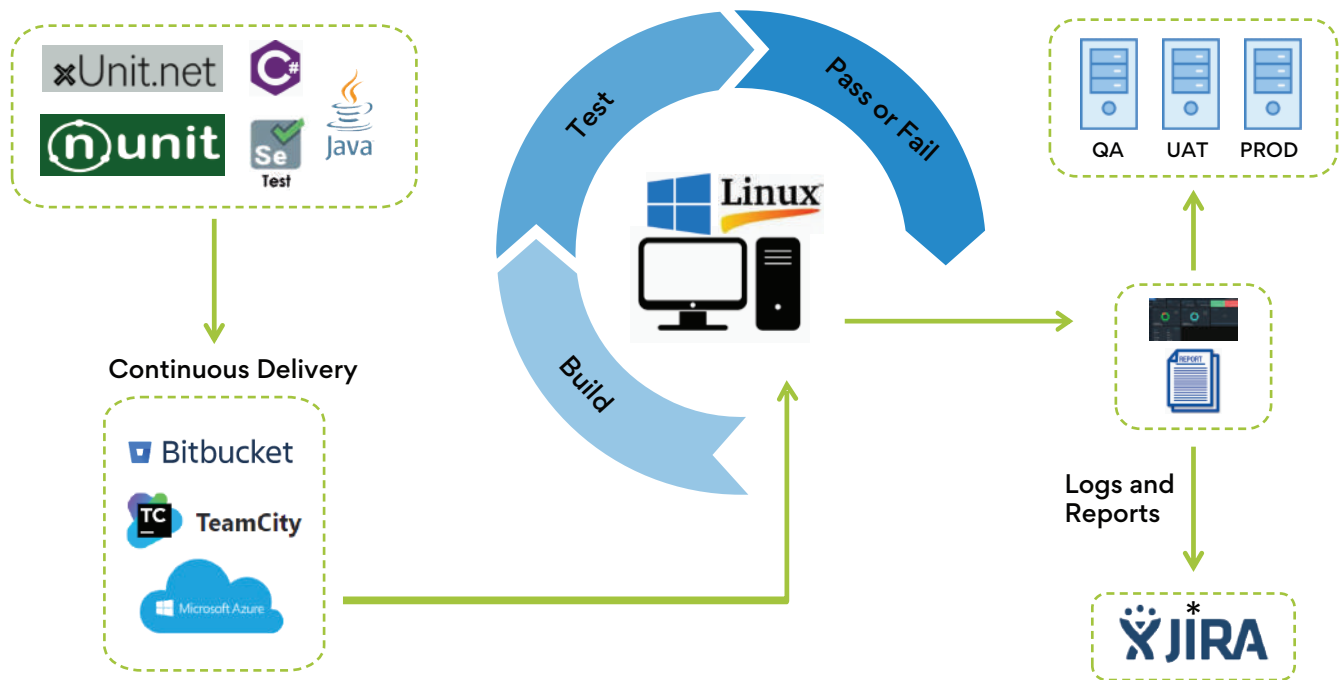 xUnit.net
C#
nunit
Se
Test
Java
Continuous Delivery
Bitbucket
TC
TeamCity
Microsoft Azure
Build
Test
Pass or Fail
Linux
QA
UAT
PROD
REPORT
Logs and
Reports
*
JIRA